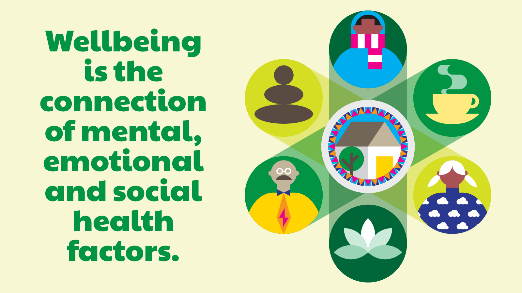 Wellbeing
is the
connection
of mental,
emotional
and social
health
factors.